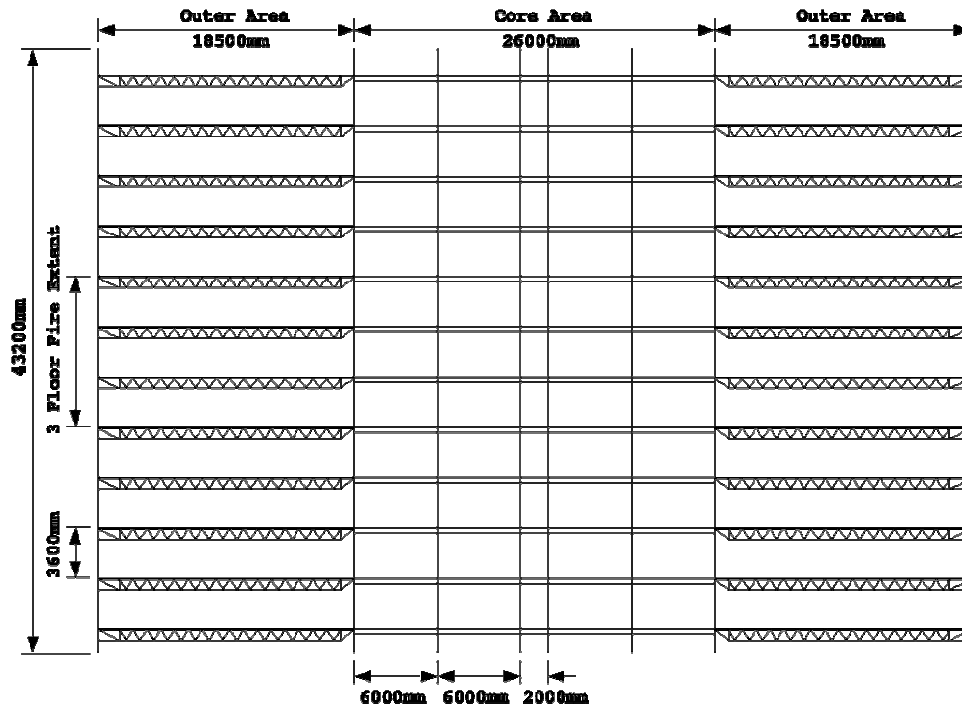 Outer Area
Core Area
Outer Area
18500mm
26000mm
18500mm
43200mm
3 Floor Fire Extent
3600mm
6000mm
6000mm
2000mm